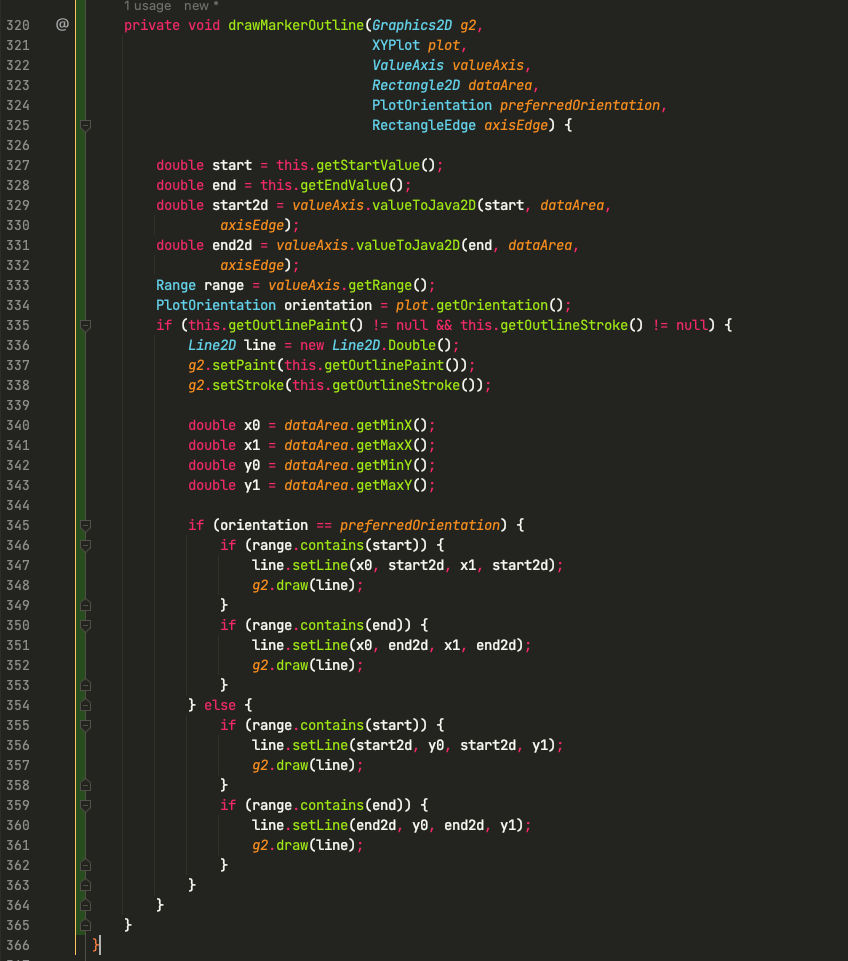 1 usage   new *
320 @ private void drawMarkerOutline(Graphics2D g2,
321 XYPlot plot,
322 ValueAxis valueAxis,
323 Rectangle2D dataArea,
324 PlotOrientation preferredOrientation,
325 RectangleEdge axisEdge) {
326
327 double start = this.getStartValue();
328 double end = this.getEndValue();
329 double start2d = valueAxis.valueToJava2D(start, dataArea,
330 axisEdge);
331 double end2d = valueAxis.valueToJava2D(end, dataArea,
332 axisEdge);
333 Range range = valueAxis.getRange();
334 PlotOrientation orientation = plot.getOrientation();
335 if (this.getOutlinePaint() != null && this.getOutlineStroke() != null) {
336 Line2D line = new Line2D.Double();
337 g2.setPaint(this.getOutlinePaint());
338 g2.setStroke(this.getOutlineStroke());
339
340 double x0 = dataArea.getMinX();
341 double x1 = dataArea.getMaxX();
342 double y0 = dataArea.getMinY();
343 double y1 = dataArea.getMaxY();
344
345 if (orientation == preferredOrientation) {
346 if (range.contains(start)) {
347 line.setLine(x0, start2d, x1, start2d);
348 g2.draw(line);
349 }
350 if (range.contains(end)) {
351 line.setLine(x0, end2d, x1, end2d);
352 g2.draw(line);
353 }
354 } else {
355 if (range.contains(start)) {
356 line.setLine(start2d, y0, start2d, y1);
357 g2.draw(line);
358 }
359 if (range.contains(end)) {
360 line.setLine(end2d, y0, end2d, y1);
361 g2.draw(line);
362 }
363 }
364 }
365 }
366 }